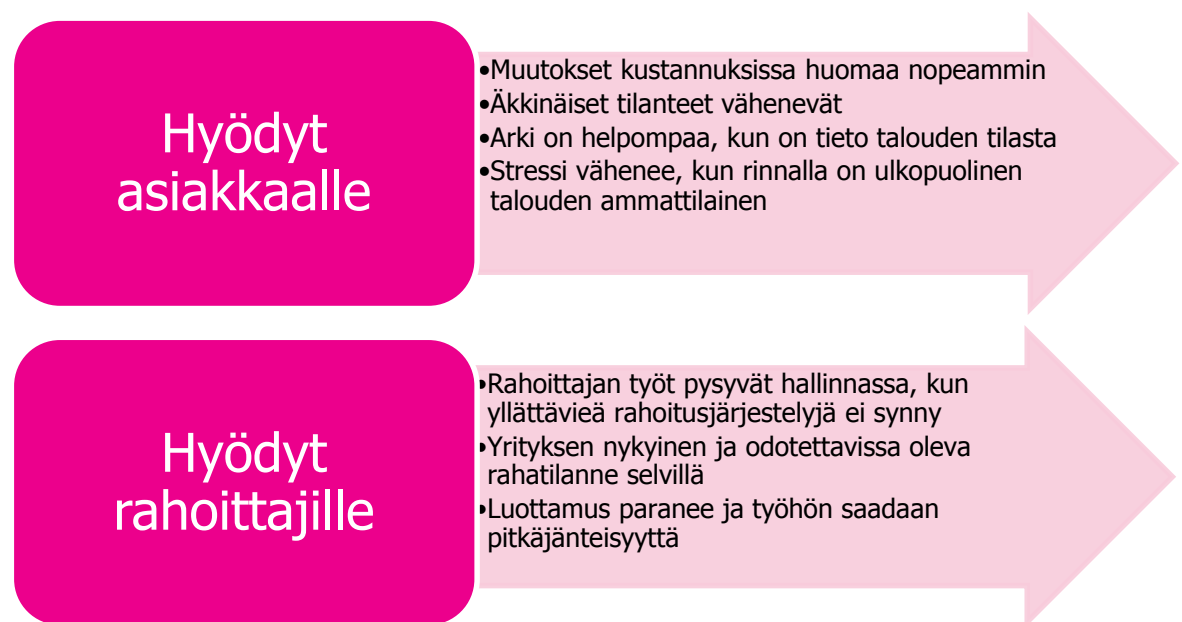 Hyödyt
asiakkaalle
•Muutokset kustannuksissa huomaa nopeammin
•Äkkinäiset tilanteet vähenevät
•Arki on helpompaa, kun on tieto talouden tilasta
•Stressi vähenee, kun rinnalla on ulkopuolinen
talouden ammattilainen
Hyödyt
rahoittajille
•Rahoittajan työt pysyvät hallinnassa, kun
yllättävieä rahoitusjärjestelyjä ei synny
•Yrityksen nykyinen ja odotettavissa oleva
rahatilanne selvillä
•Luottamus paranee ja työhön saadaan
pitkäjänteisyyttä